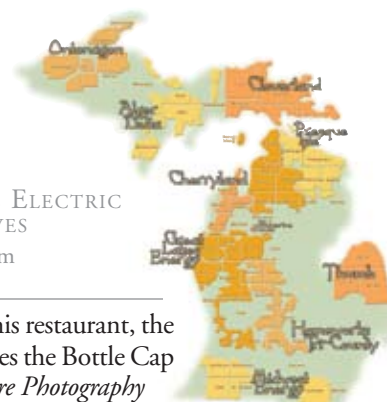 Ontonagon
Cloverland
Alger
Delta
Presque
Isle
Cherryland
ELECTRIC
VES
m
Great
Lakes
Energy
Thumb
Homeworks
Tri-County
his restaurant, the
es the Bottle Cap
re Photography
Midwest
Energy